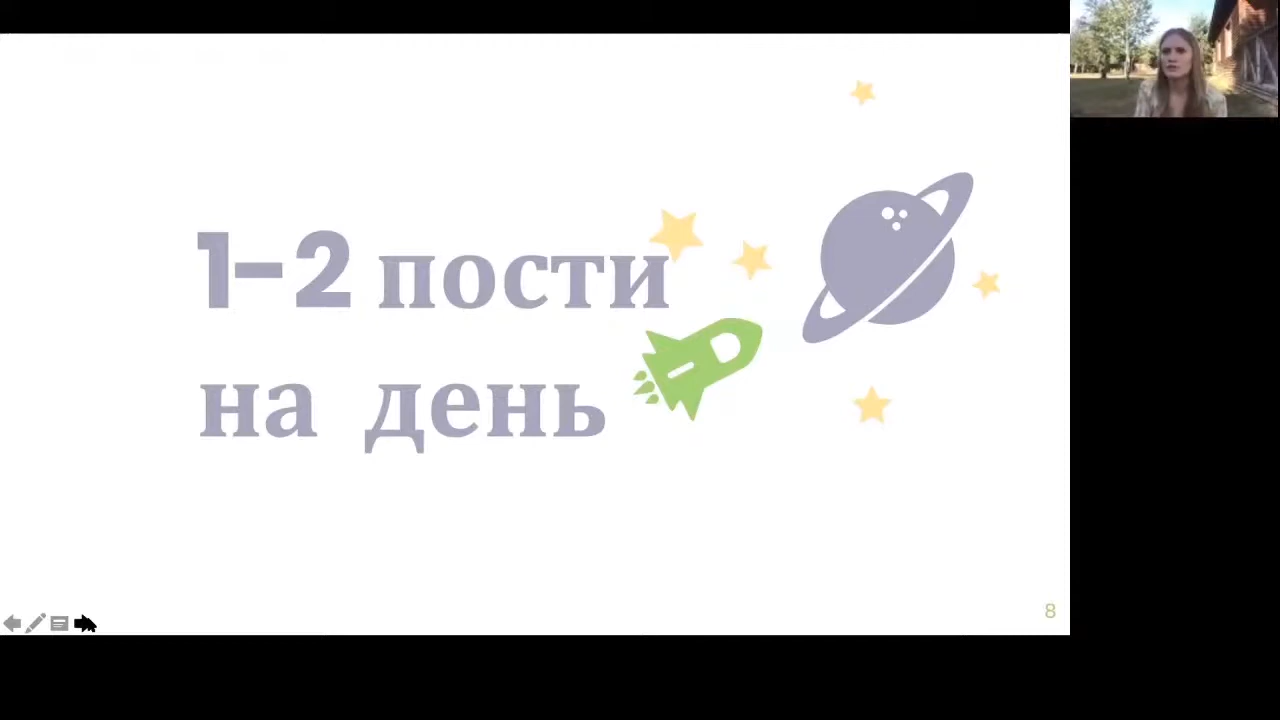 1–2 пости
на день
8